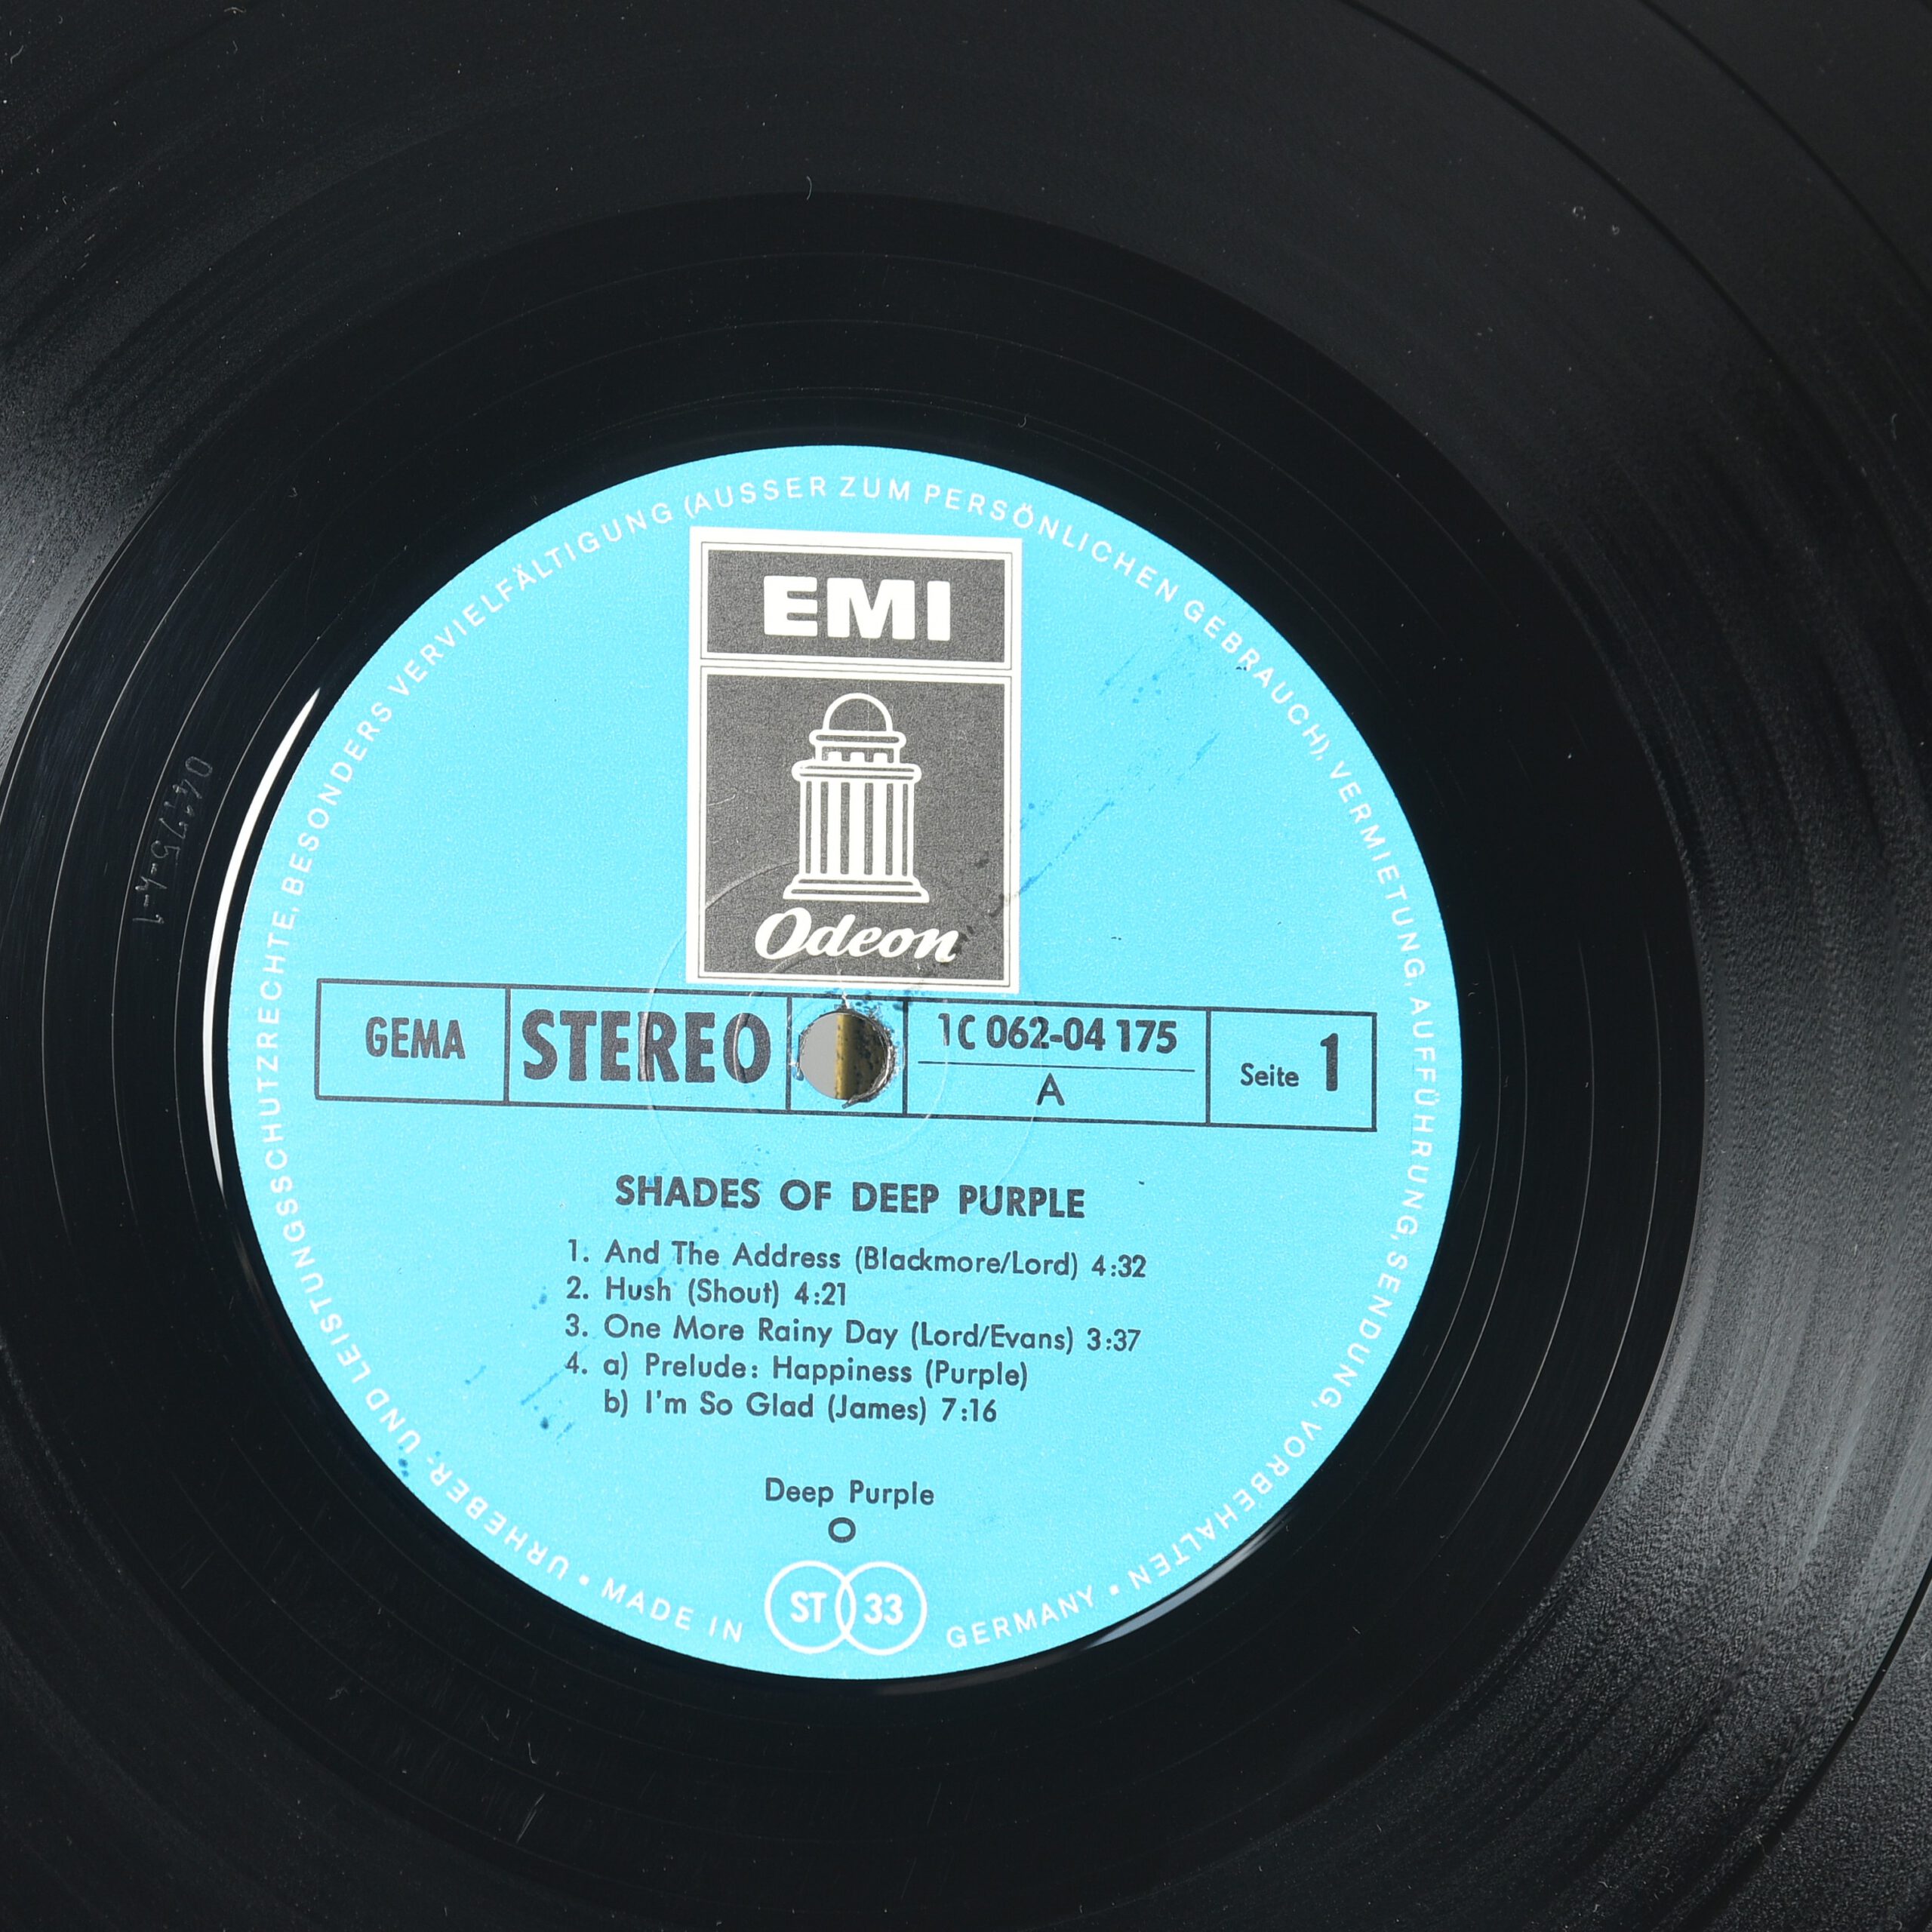 URHEBER- UND LEISTUNGSSCHUTZRECHTE, BESONDERS VERVIELFÄLTIGUNG (AUSSER ZUM PERSÖNLICHEN GEBRAUCH), VERMIETUNG, AUFFÜHRUNG, SENDUNG, VORBEHALTEN •
EMI
Odeon
GEMA
STEREO
1C 062-04 175
A
Seite 1
SHADES OF DEEP PURPLE
1. And The Address (Blackmore/Lord) 4:32
2. Hush (Shout) 4:21
3. One More Rainy Day (Lord/Evans) 3:37
4. a) Prelude: Happiness (Purple)
b) I'm So Glad (James) 7:16
Deep Purple
O
• MADE IN
ST 33
GERMANY